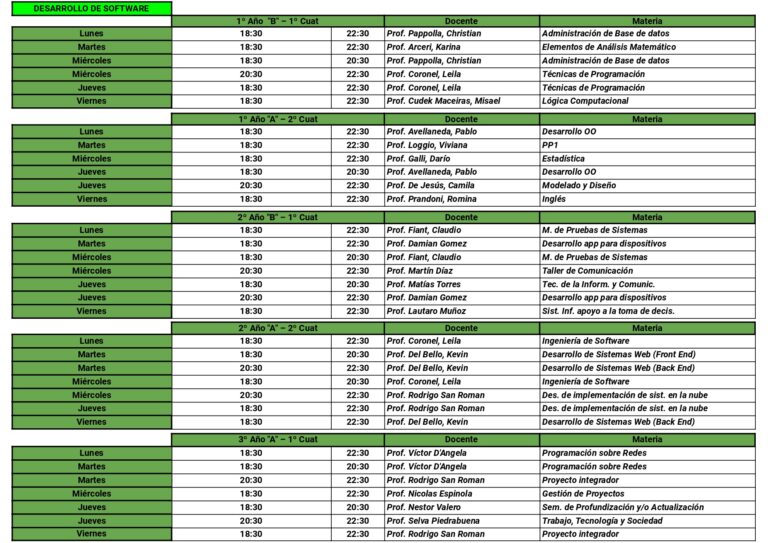 DESARROLLO DE SOFTWARE
1º Año "B" – 1º Cuat Docente Materia
Lunes 18:30 22:30 Prof. Pappolla, Christian Administración de Base de datos
Martes 18:30 22:30 Prof. Arceri, Karina Elementos de Análisis Matemático
Miércoles 18:30 20:30 Prof. Pappolla, Christian Administración de Base de datos
Miércoles 20:30 22:30 Prof. Coronel, Leila Técnicas de Programación
Jueves 18:30 22:30 Prof. Coronel, Leila Técnicas de Programación
Viernes 18:30 22:30 Prof. Cudek Maceiras, Misael Lógica Computacional
1º Año "A" – 2º Cuat Docente Materia
Lunes 18:30 22:30 Prof. Avellaneda, Pablo Desarrollo OO
Martes 18:30 22:30 Prof. Loggio, Viviana PP1
Miércoles 18:30 22:30 Prof. Galli, Darío Estadística
Jueves 18:30 20:30 Prof. Avellaneda, Pablo Desarrollo OO
Jueves 20:30 22:30 Prof. De Jesús, Camila Modelado y Diseño
Viernes 18:30 22:30 Prof. Prandoni, Romina Inglés
2º Año "B" – 1º Cuat Docente Materia
Lunes 18:30 22:30 Prof. Fiant, Claudio M. de Pruebas de Sistemas
Martes 18:30 22:30 Prof. Damian Gomez Desarrollo app para dispositivos
Miércoles 18:30 20:30 Prof. Fiant, Claudio M. de Pruebas de Sistemas
Miércoles 20:30 22:30 Prof. Martín Díaz Taller de Comunicación
Jueves 18:30 20:30 Prof. Matías Torres Tec. de la Inform. y Comunic.
Jueves 20:30 22:30 Prof. Damian Gomez Desarrollo app para dispositivos
Viernes 18:30 22:30 Prof. Lautaro Muñoz Sist. Inf. apoyo a la toma de decis.
2º Año "A" – 2º Cuat Docente Materia
Lunes 18:30 22:30 Prof. Coronel, Leila Ingeniería de Software
Martes 18:30 20:30 Prof. Del Bello, Kevin Desarrollo de Sistemas Web (Front End)
Martes 20:30 22:30 Prof. Del Bello, Kevin Desarrollo de Sistemas Web (Back End)
Miércoles 18:30 20:30 Prof. Coronel, Leila Ingeniería de Software
Miércoles 20:30 22:30 Prof. Rodrigo San Roman Des. de implementación de sist. en la nube
Jueves 18:30 22:30 Prof. Rodrigo San Roman Des. de implementación de sist. en la nube
Viernes 18:30 22:30 Prof. Del Bello, Kevin Desarrollo de Sistemas Web (Back End)
3º Año "A" – 1º Cuat Docente Materia
Lunes 18:30 22:30 Prof. Víctor D'Angela Programación sobre Redes
Martes 18:30 20:30 Prof. Víctor D'Angela Programación sobre Redes
Martes 20:30 22:30 Prof. Rodrigo San Roman Proyecto integrador
Miércoles 18:30 22:30 Prof. Nicolas Espinola Gestión de Proyectos
Jueves 18:30 20:30 Prof. Nestor Valero Sem. de Profundización y/o Actualización
Jueves 20:30 22:30 Prof. Selva Piedrabuena Trabajo, Tecnología y Sociedad
Viernes 18:30 22:30 Prof. Rodrigo San Roman Proyecto integrador